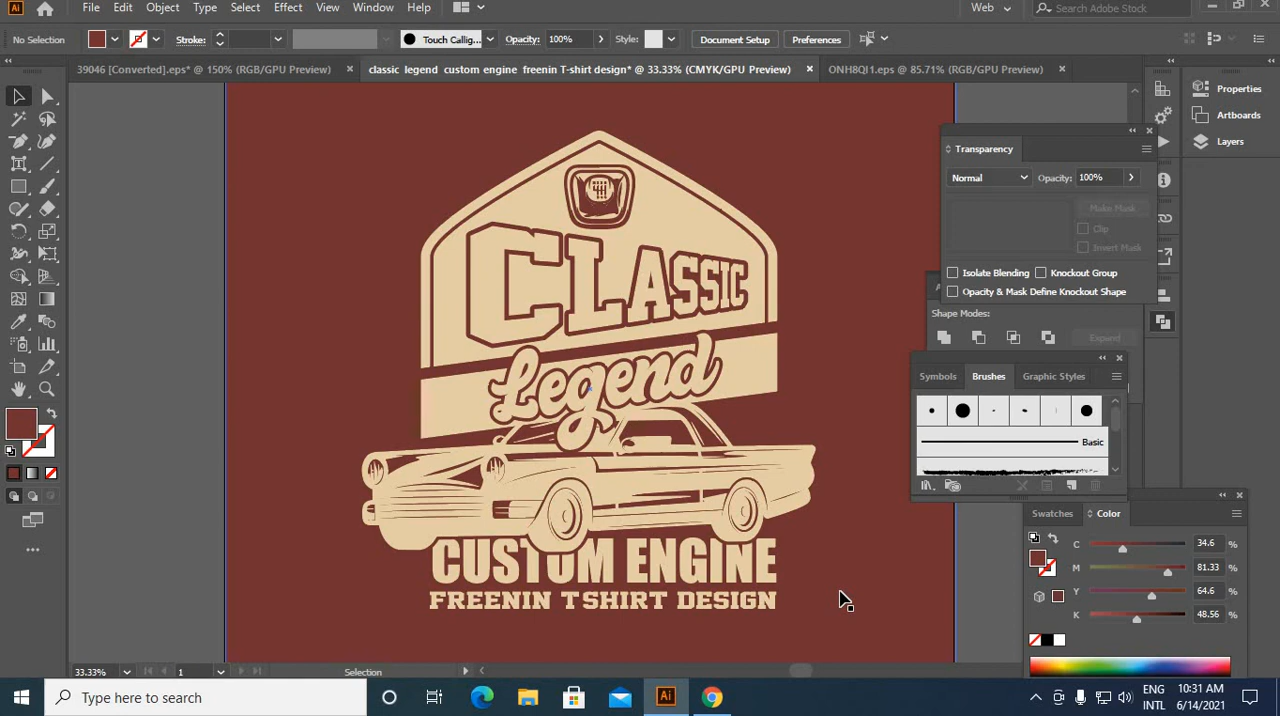 Ai
File Edit Object Type Select Effect View Window Help
Web
Search Adobe Stock
No Selection
Stroke:
Touch Callig...
Opacity: 100%
Style:
Document Setup
Preferences
39046 [Converted].eps* @ 150% (RGB/GPU Preview)
classic legend custom engine freenin T-shirt design* @ 33.33% (CMYK/GPU Preview)
ONH8QI1.eps @ 85.71% (RGB/GPU Preview)
Properties
Artboards
Layers
Transparency
Normal
Opacity: 100%
Make Mask
Clip
Invert Mask
Isolate Blending
Knockout Group
Opacity & Mask Define Knockout Shape
Shape Modes:
Expand
Symbols
Brushes
Graphic Styles
Basic
Swatches
Color
C 34.6 %
M 81.33 %
Y 64.6 %
K 48.56 %
CLASSIC
Legend
CUSTOM ENGINE
FREENIN TSHIRT DESIGN
33.33%
1
Selection
Type here to search
Ai
ENG
INTL
10:31 AM
6/14/2021